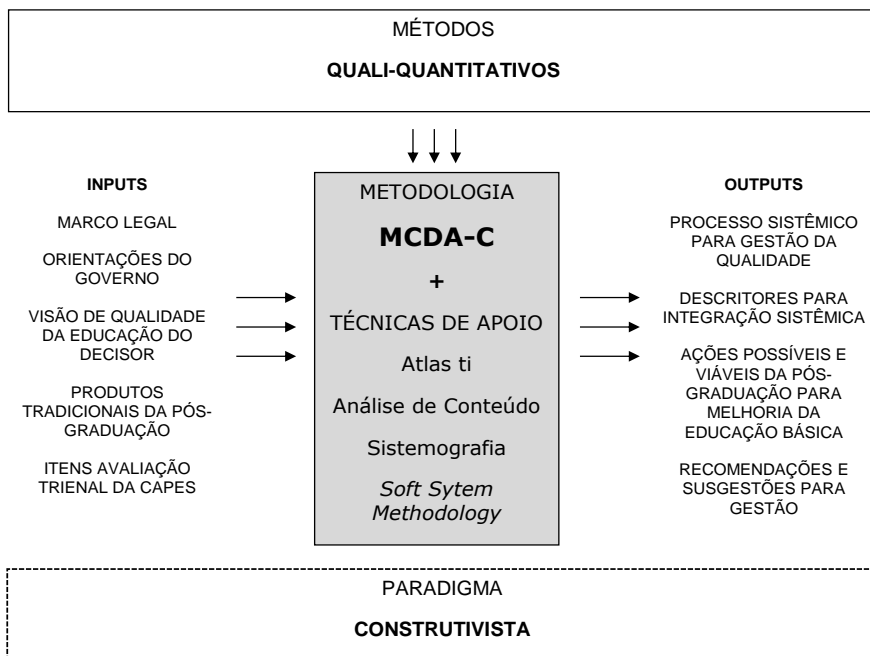 MÉTODOS
QUALI-QUANTITATIVOS
INPUTS
MARCO LEGAL
ORIENTAÇÕES DO
GOVERNO
VISÃO DE QUALIDADE
DA EDUCAÇÃO DO
DECISOR
PRODUTOS
TRADICIONAIS DA PÓS-
GRADUAÇÃO
ITENS AVALIAÇÃO
TRIENAL DA CAPES
METODOLOGIA
MCDA-C
+
TÉCNICAS DE APOIO
Atlas ti
Análise de Conteúdo
Sistemografia
Soft Sytem
Methodology
OUTPUTS
PROCESSO SISTÊMICO
PARA GESTÃO DA
QUALIDADE
DESCRITORES PARA
INTEGRAÇÃO SISTÊMICA
AÇÕES POSSÍVEIS E
VIÁVEIS DA PÓS-
GRADUAÇÃO PARA
MELHORIA DA
EDUCAÇÃO BÁSICA
RECOMENDAÇÕES E
SUSGESTÕES PARA
GESTÃO
PARADIGMA
CONSTRUTIVISTA